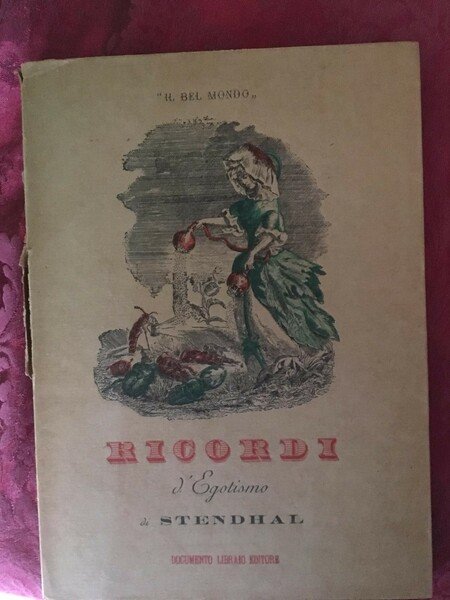 "IL BEL MONDO„
RICORDI
d'Egotismo
di STENDHAL
DOCUMENTO LIBRAIO EDITORE